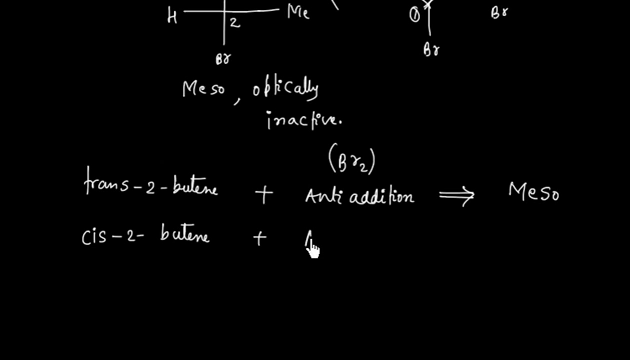 H Me
2 Br
Br Br
Meso, optically
inactive.
(Br2)
trans-2-butene + Anti addition ⟹ Meso
cis-2-butene +